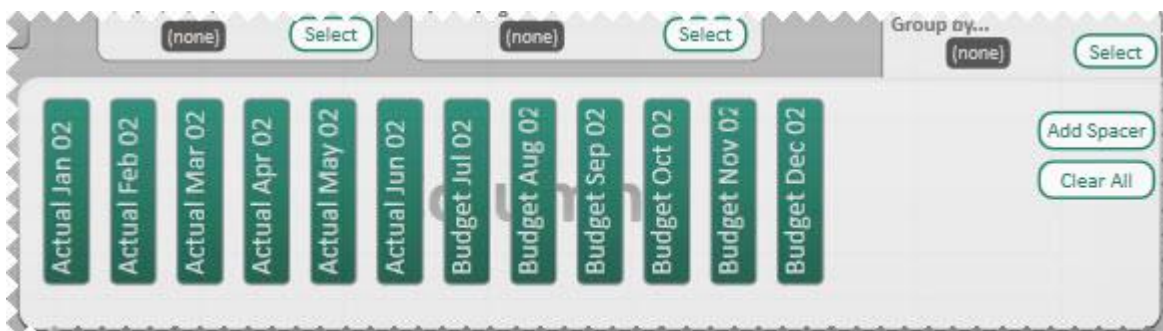 (none)
Select
(none)
Select
Group by...
(none)
Select
Actual Jan 02
Actual Feb 02
Actual Mar 02
Actual Apr 02
Actual May 02
Actual Jun 02
Budget Jul 02
Budget Aug 02
Budget Sep 02
Budget Oct 02
Budget Nov 02
Budget Dec 02
Add Spacer
Clear All